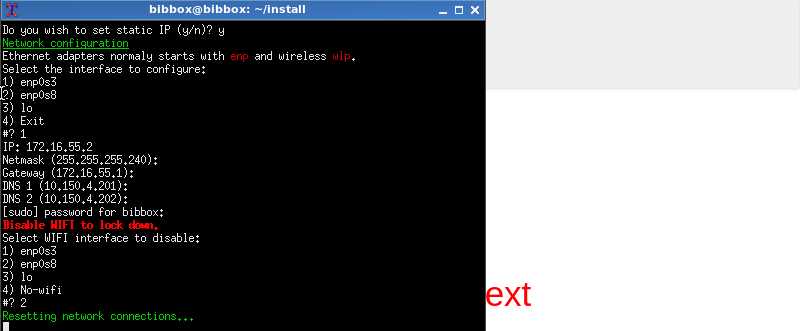 bibbox@bibbox: ~/install
Do you wish to set static IP (y/n)? y
Network configuration
Ethernet adapters normaly starts with enp and wireless wlp.
Select the interface to configure:
1) enp0s3
2) enp0s8
3) lo
4) Exit
#? 1
IP: 172.16.55.2
Netmask (255.255.255.240):
Gateway (172.16.55.1):
DNS 1 (10.150.4.201):
DNS 2 (10.150.4.202):
[sudo] password for bibbox:
Disable WIFI to lock down.
Select WIFI interface to disable:
1) enp0s3
2) enp0s8
3) lo
4) No-wifi
#? 2
ext
Resetting network connections...